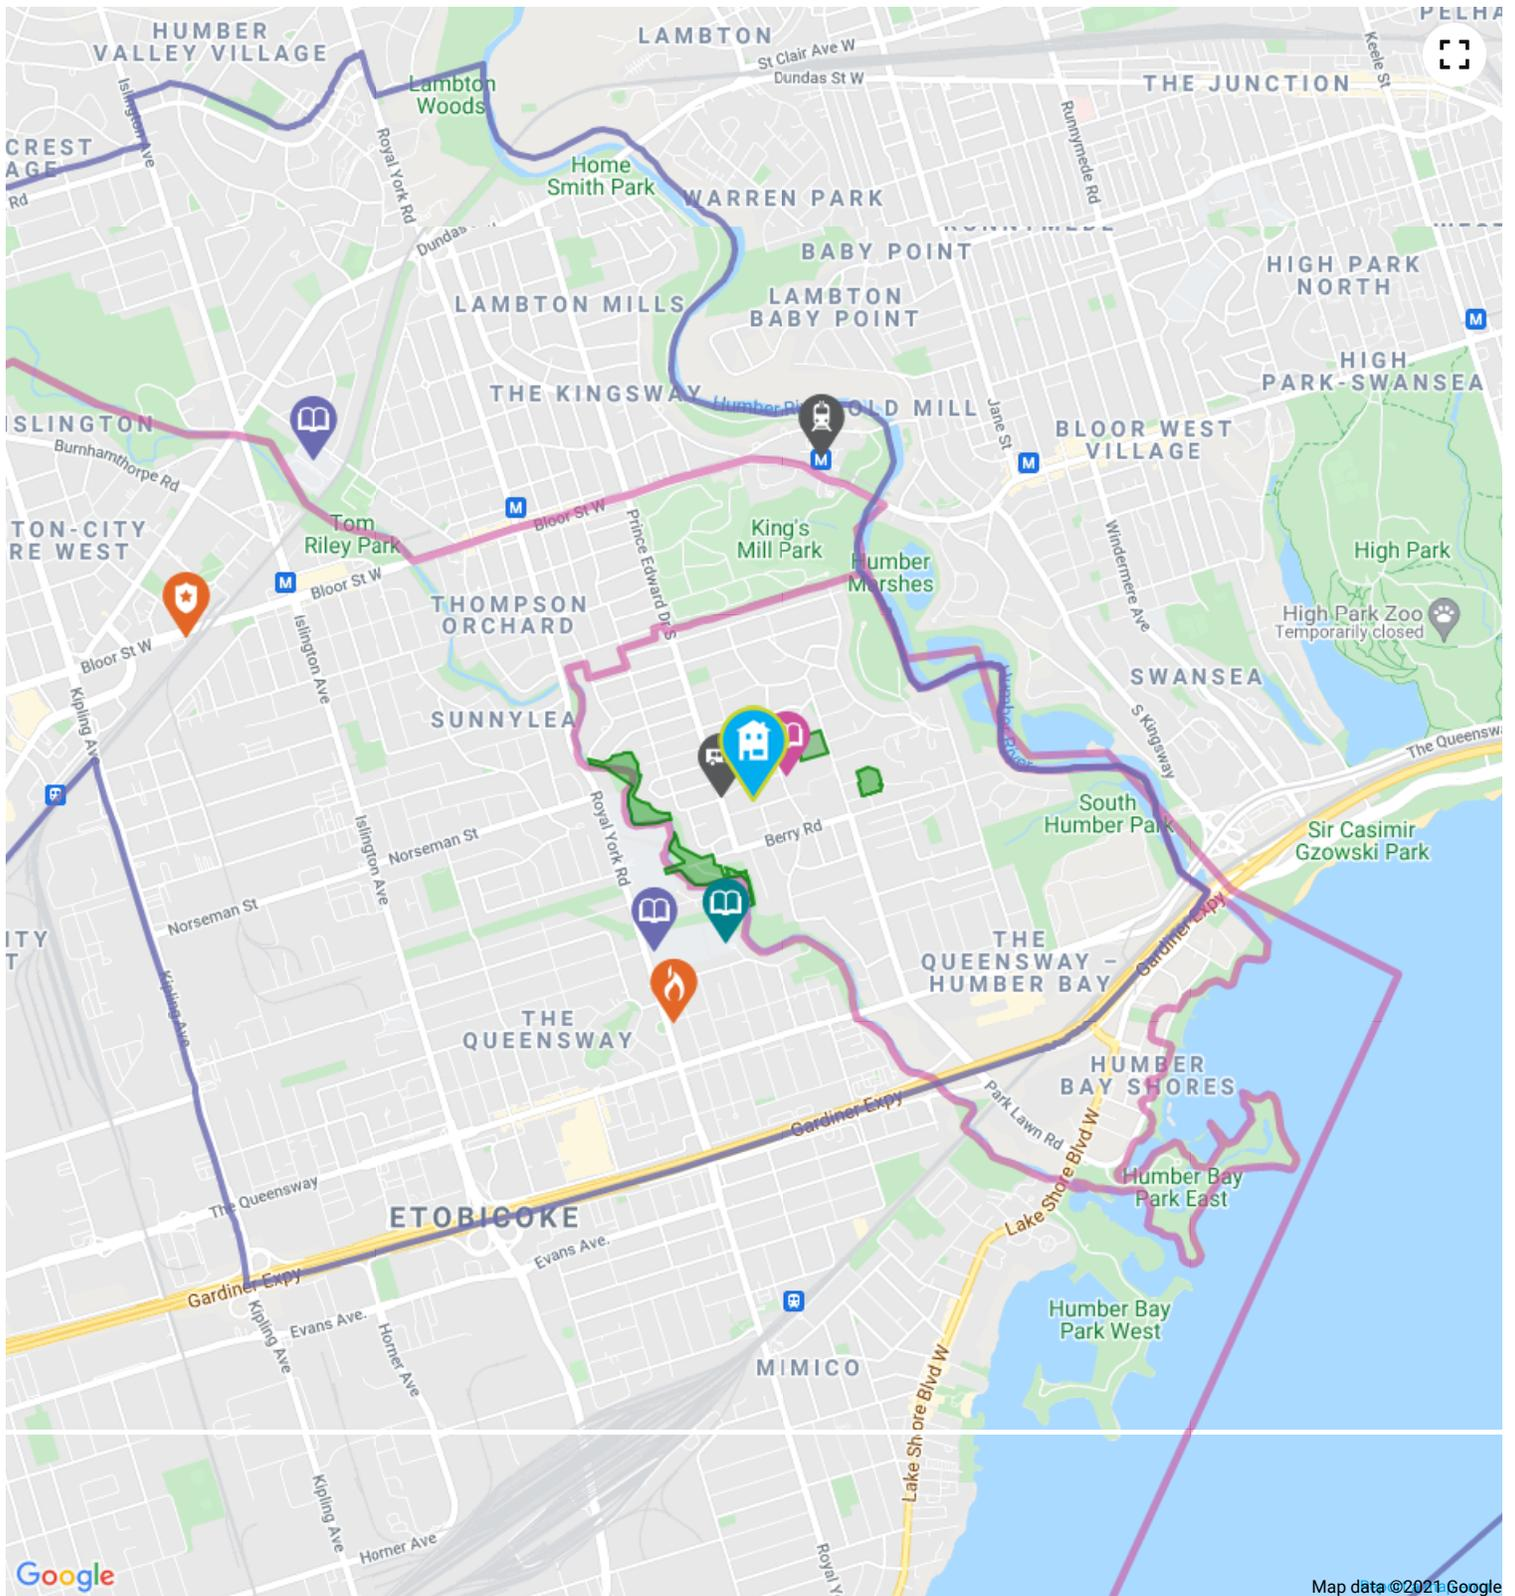 PELHA
HUMBER
VALLEY VILLAGE
LAMBTON
St Clair Ave W
Dundas St W
Keele St
THE JUNCTION
Islington Ave
Lambton
Woods
Runnymede Rd
CREST
AGE
Rd
Royal York Rd
Home
Smith Park
WARREN PARK
RUNNYMEDE
WEST
Dundas
BABY POINT
HIGH PARK
NORTH
LAMBTON MILLS
LAMBTON
BABY POINT
M
HIGH
PARK-SWANSEA
THE KINGSWAY
Humber Ri
OLD MILL
Jane St
ISLINGTON
Burnhamthorpe Rd
BLOOR WEST
VILLAGE
M
M
M
Bloor St W
Prince Edward Dr S
TON-CITY
RE WEST
Tom
Riley Park
King's
Mill Park
Windermere Ave
High Park
Humber
Marshes
M
Bloor St W
THOMPSON
ORCHARD
High Park Zoo
Temporarily closed
Islington Ave
Bloor St W
SWANSEA
Kipling Ave
SUNNYLEA
Humber River
S Kingsway
The Queensw
Royal York Rd
South
Humber Park
Berry Rd
Sir Casimir
Gzowski Park
Norseman St
Islington Ave
Norseman St
ITY
T
THE
QUEENSWAY –
HUMBER BAY
Gardiner Expy
Kipling Ave
THE
QUEENSWAY
HUMBER
BAY SHORES
Park Lawn Rd
Gardiner Expy
Lake Shore Blvd W
Humber Bay
Park East
The Queensway
ETOBICOKE
Evans Ave.
Gardiner Expy
Evans Ave.
Kipling Ave
Horner Ave
Humber Bay
Park West
MIMICO
Lake Shore Blvd W
Kipling Ave
Horner Ave
Royal Y
Google
Map data ©2021 Google